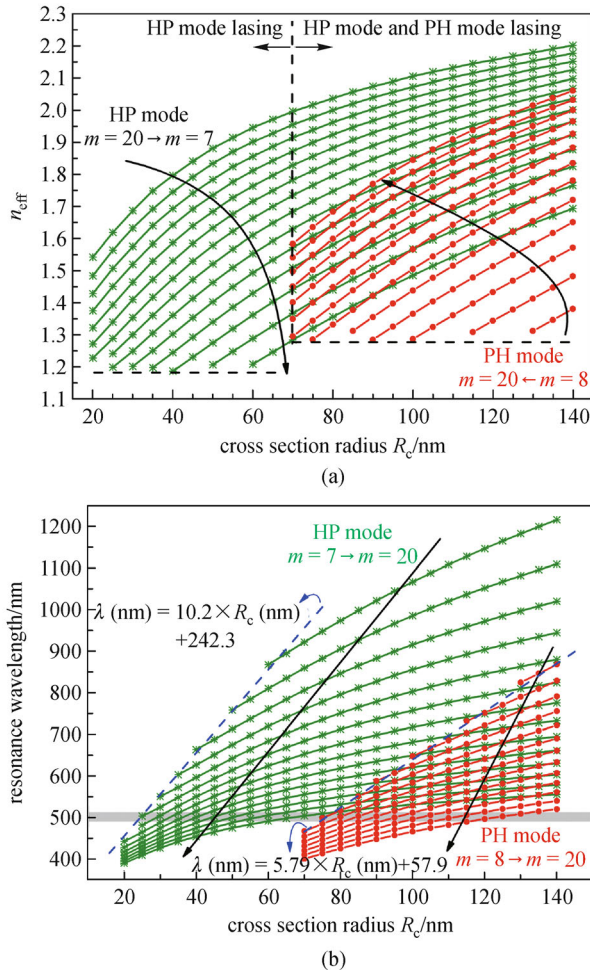 HP mode lasing
HP mode and PH mode lasing
2.3
2.2
2.1
2.0
1.9
1.8
1.7
1.6
1.5
1.4
1.3
1.2
1.1
n_eff
HP mode
m = 20 → m = 7
PH mode
m = 20 ← m = 8
20 40 60 80 100 120 140
cross section radius R_c/nm
(a)
1200
1100
1000
900
800
700
600
500
400
resonance wavelength/nm
HP mode
m = 7 → m = 20
λ (nm) = 10.2 × R_c (nm)
+242.3
λ (nm) = 5.79 × R_c (nm)+57.9
PH mode
m = 8 → m = 20
20 40 60 80 100 120 140
cross section radius R_c/nm
(b)